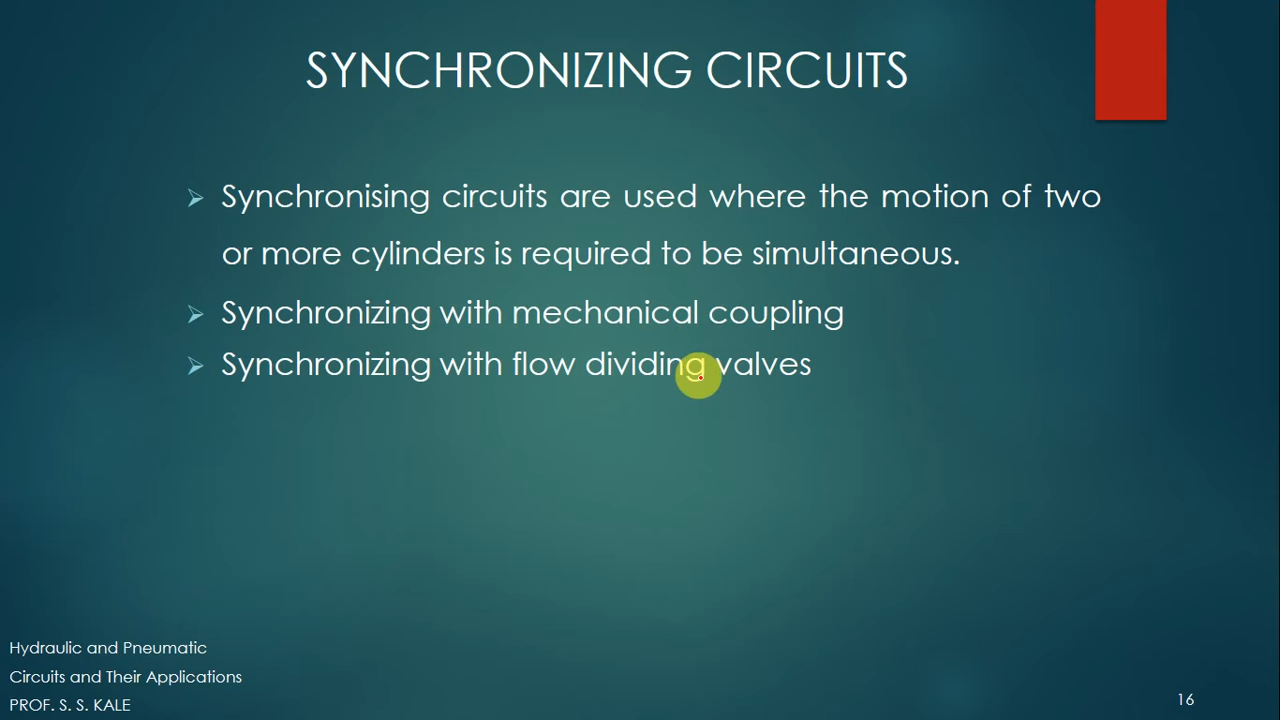 SYNCHRONIZING CIRCUITS
Synchronising circuits are used where the motion of two
or more cylinders is required to be simultaneous.
Synchronizing with mechanical coupling
Synchronizing with flow dividing valves
Hydraulic and Pneumatic
Circuits and Their Applications
PROF. S. S. KALE
16